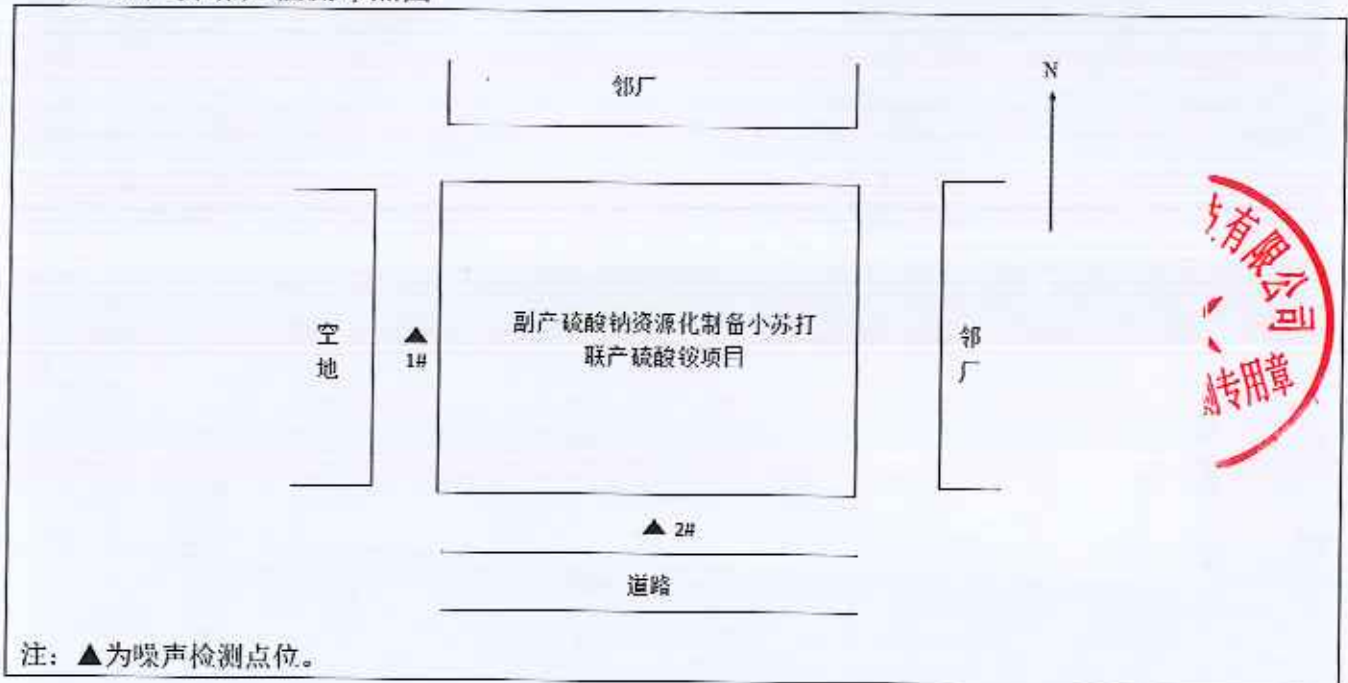 邻厂
N
空地
▲
1#
副产硫酸钠资源化制备小苏打
联产硫酸铵项目
邻厂
有限公司
专用章
▲ 2#
道路
注：▲为噪声检测点位。